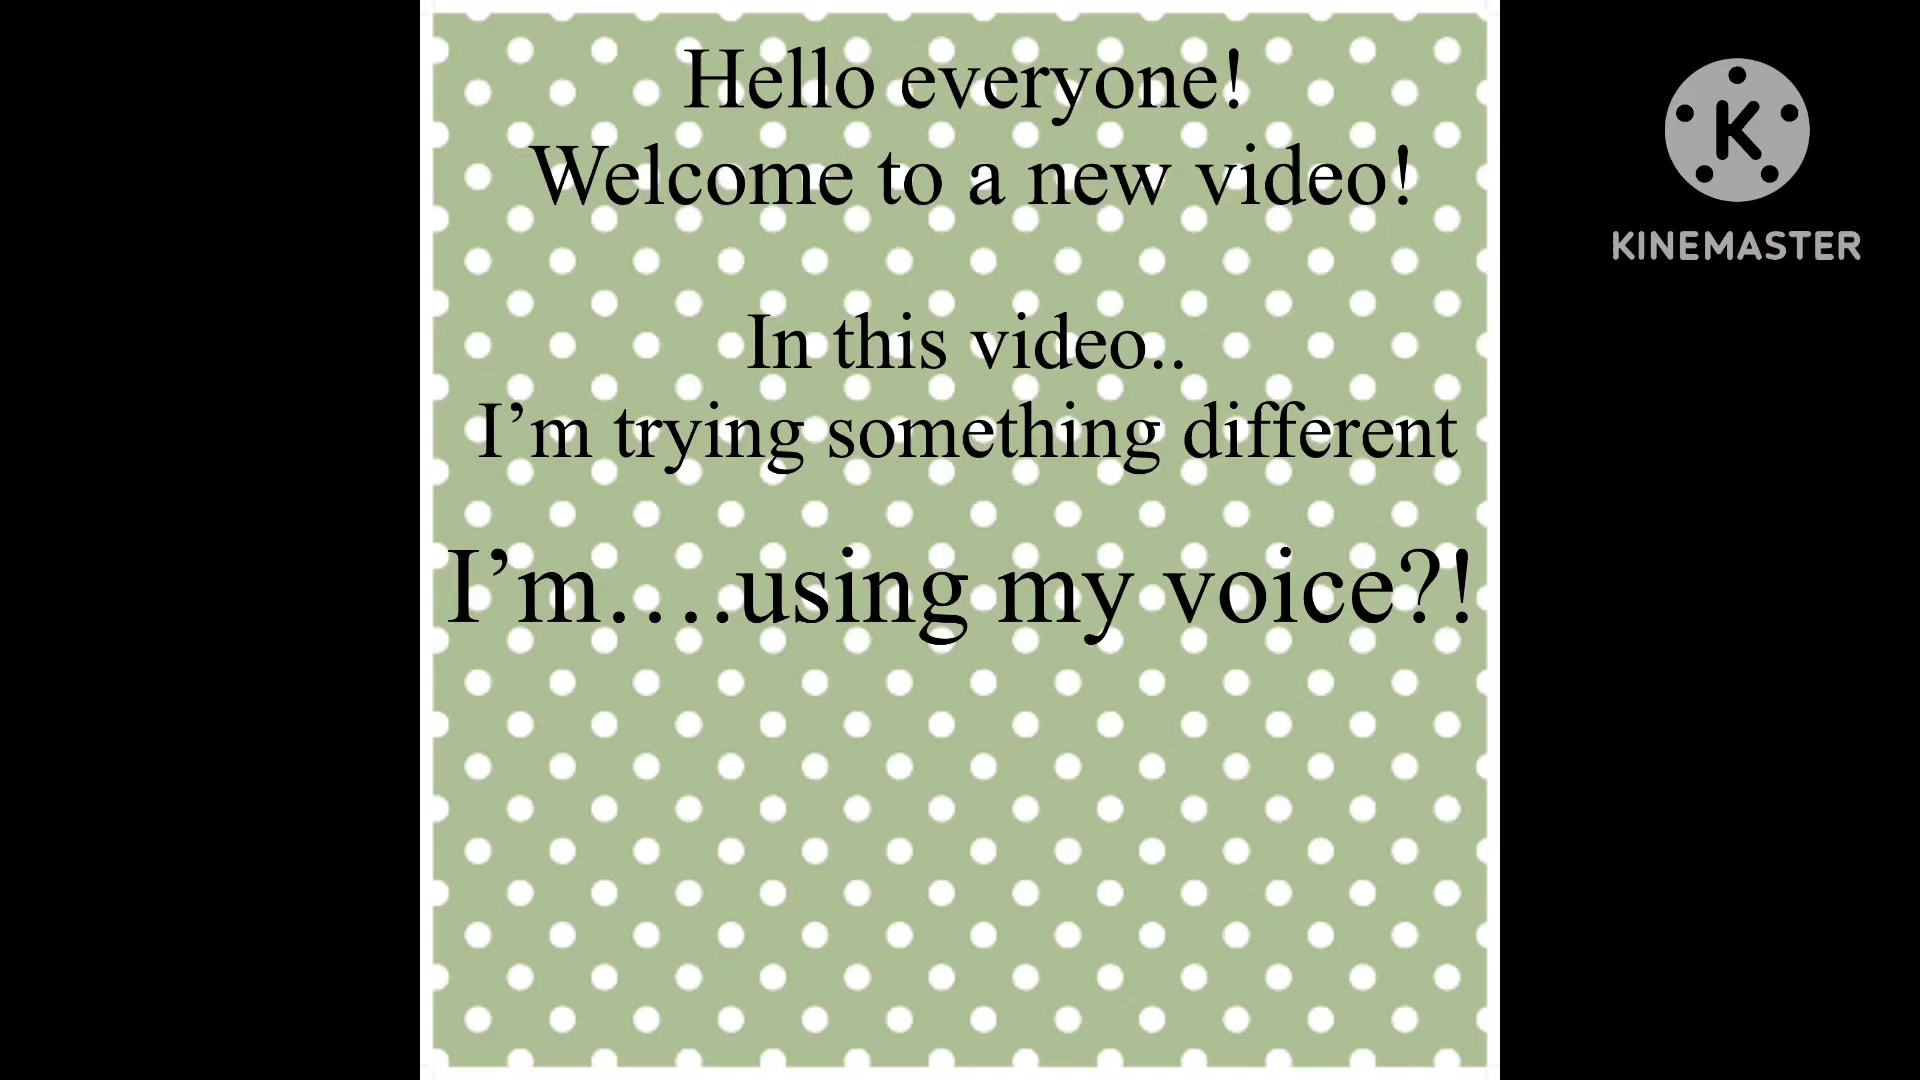 Hello everyone!
Welcome to a new video!
In this video..
I’m trying something different
I’m….using my voice?!
K
KINEMASTER